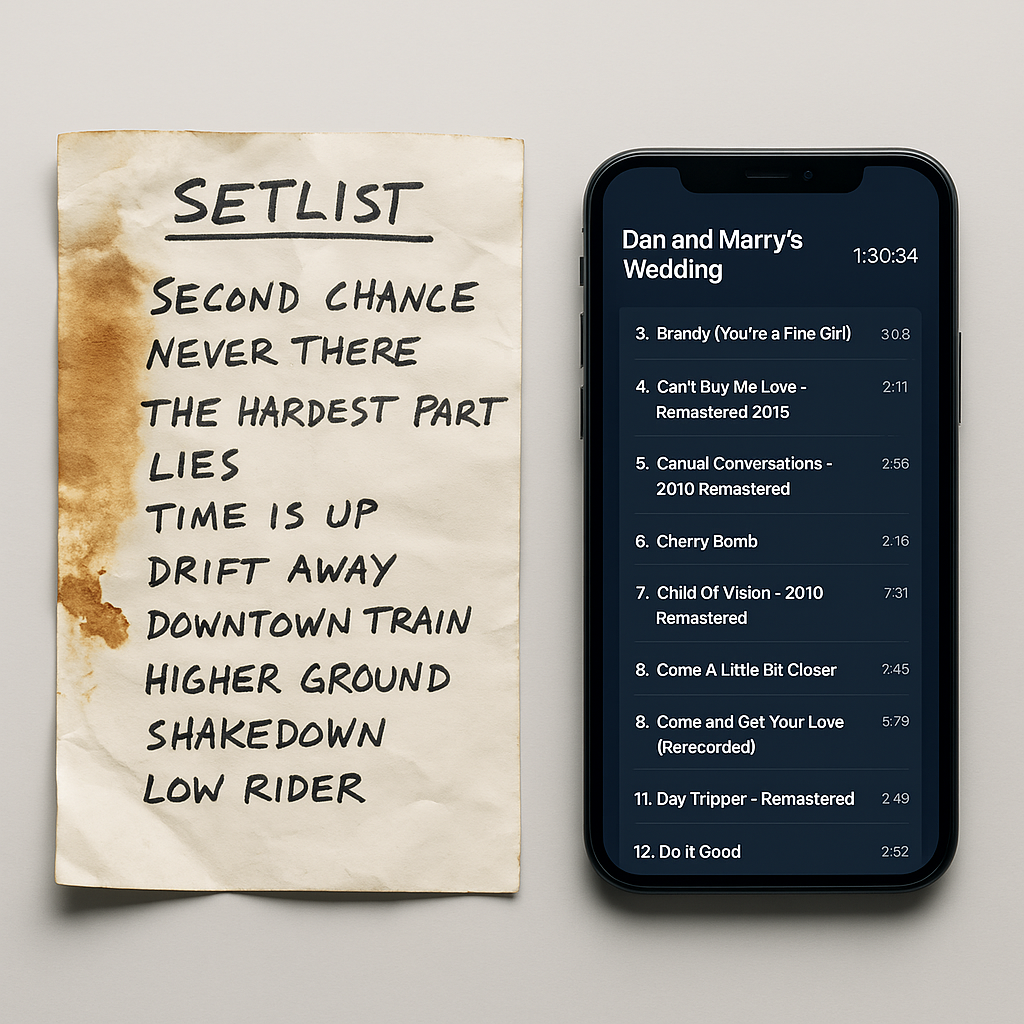 SETLIST
SECOND CHANCE
NEVER THERE
THE HARDEST PART
LIES
TIME IS UP
DRIFT AWAY
DOWNTOWN TRAIN
HIGHER GROUND
SHAKEDOWN
LOW RIDER
Dan and Marry's
Wedding
1:30:34
3. Brandy (You're a Fine Girl) 30.8
4. Can't Buy Me Love - 2:11
Remastered 2015
5. Canual Conversations - 2:56
2010 Remastered
6. Cherry Bomb 2.16
7. Child Of Vision - 2010 7:31
Remastered
8. Come A Little Bit Closer 2:45
8. Come and Get Your Love 5:79
(Rerecorded)
11. Day Tripper - Remastered 2 49
12. Do it Good 2:52